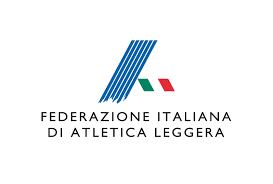 FEDERAZIONE ITALIANA
DI ATLETICA LEGGERA